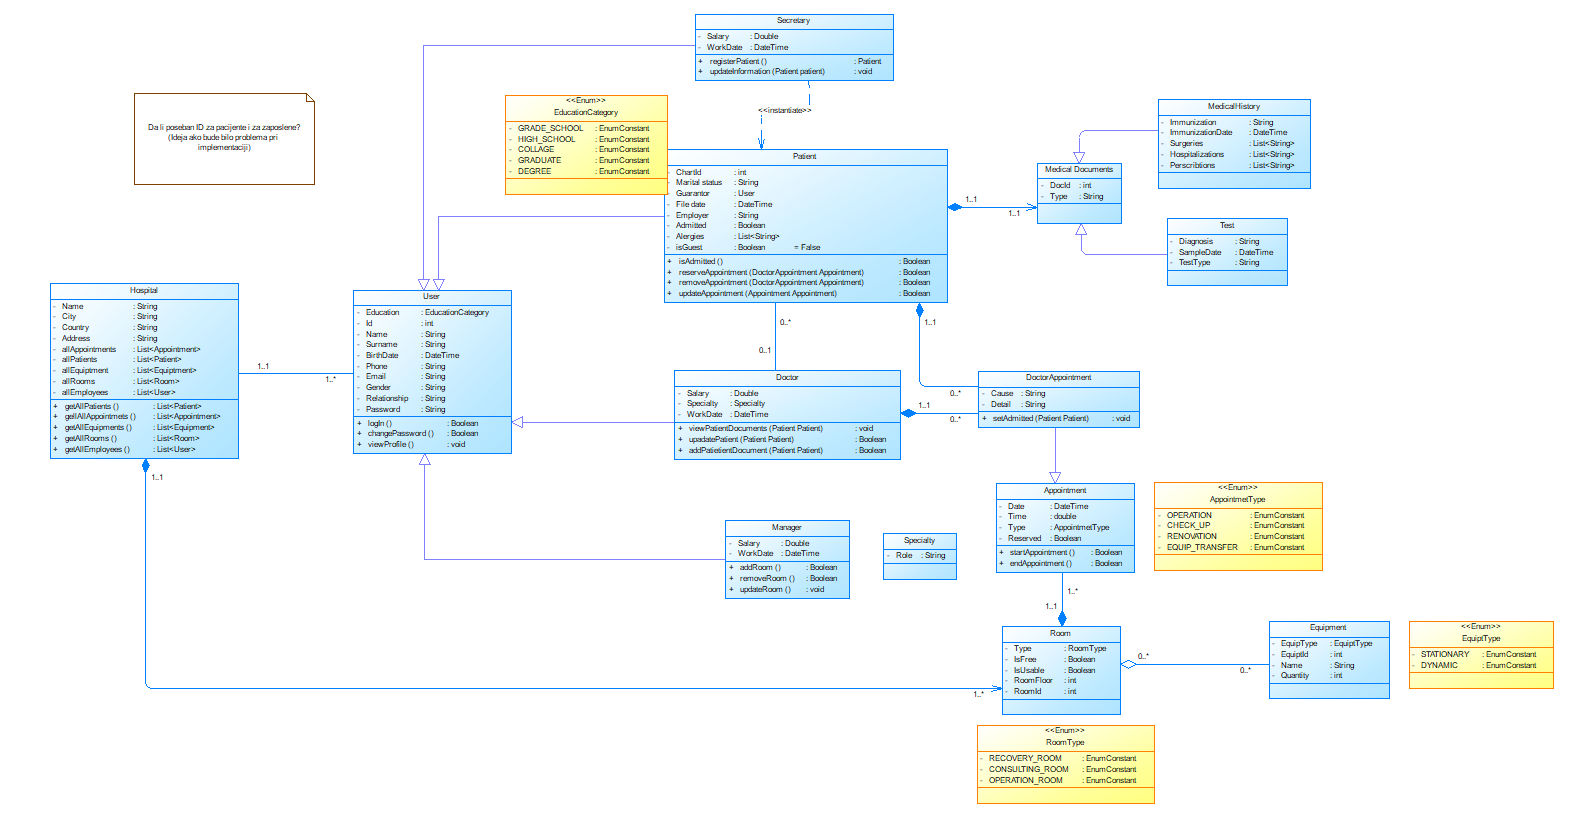 Secretary
- Salary : Double
- WorkDate : DateTime
+ registerPatient () : Patient
+ updateInformation (Patient patient) : void
<<instantiate>>
Da li poseban ID za pacijente i za zaposlene?
(Ideja ako bude bilo problema pri
implementaciji)
<<Enum>>
EducationCategory
- GRADE_SCHOOL : EnumConstant
- HIGH_SCHOOL : EnumConstant
- COLLAGE : EnumConstant
- GRADUATE : EnumConstant
- DEGREE : EnumConstant
Patient
- ChartId : int
- Marital status : String
- Guarantor : User
- File date : DateTime
- Employer : String
- Admitted : Boolean
- Alergies : List<String>
- isGuest : Boolean = False
+ isAdmitted () : Boolean
+ reserveAppointment (DoctorAppointment Appointment) : Boolean
+ removeAppointment (DoctorAppointment Appointment) : Boolean
+ updateAppointment (Appointment Appointment) : Boolean
1..1
1..1
Medical Documents
- DocId : int
- Type : String
MedicalHistory
- Immunization : String
- ImmunizationDate : DateTime
- Surgeries : List<String>
- Hospitalizations : List<String>
- Perscribtions : List<String>
Test
- Diagnosis : String
- SampleDate : DateTime
- TestType : String
Hospital
- Name : String
- City : String
- Country : String
- Address : String
- allAppointments : List<Appointment>
- allPatients : List<Patient>
- allEquiptment : List<Equiptment>
- allRooms : List<Room>
- allEmployees : List<User>
+ getAllPatients () : List<Patient>
+ getlAllAppointmets () : List<Appointment>
+ getAllEquipments () : List<Equipment>
+ getAllRooms () : List<Room>
+ getAllEmployees () : List<User>
1..1
1..*
1..1
User
- Education : EducationCategory
- Id : int
- Name : String
- Surname : String
- BirthDate : DateTime
- Phone : String
- Email : String
- Gender : String
- Relationship : String
- Password : String
+ logIn () : Boolean
+ changePassword () : Boolean
+ viewProfile () : void
0..*
0..1
1..1
0..*
Doctor
- Salary : Double
- Specialty : Specialty
- WorkDate : DateTime
+ viewPatientDocuments (Patient Patient) : void
+ upadatePatient (Patient Patient) : Boolean
+ addPatietientDocument (Patient Patient) : Boolean
1..1
0..*
DoctorAppointment
- Cause : String
- Detail : String
+ setAdmitted (Patient Patient) : void
Manager
- Salary : Double
- WorkDate : DateTime
+ addRoom () : Boolean
+ removeRoom () : Boolean
+ updateRoom () : void
Specialty
- Role : String
Appointment
- Date : DateTime
- Time : double
- Type : AppointmetType
- Reserved : Boolean
+ startAppointment () : Boolean
+ endAppointment () : Boolean
<<Enum>>
AppointmetType
- OPERATION : EnumConstant
- CHECK_UP : EnumConstant
- RENOVATION : EnumConstant
- EQUIP_TRANSFER : EnumConstant
1..*
1..1
Room
- Type : RoomType
- IsFree : Boolean
- IsUsable : Boolean
- RoomFloor : int
- RoomId : int
1..*
0..*
0..*
Equipment
- EquipType : EquiptType
- EquiptId : int
- Name : String
- Quantity : int
<<Enum>>
EquiptType
- STATIONARY : EnumConstant
- DYNAMIC : EnumConstant
<<Enum>>
RoomType
- RECOVERY_ROOM : EnumConstant
- CONSULTING_ROOM : EnumConstant
- OPERATION_ROOM : EnumConstant